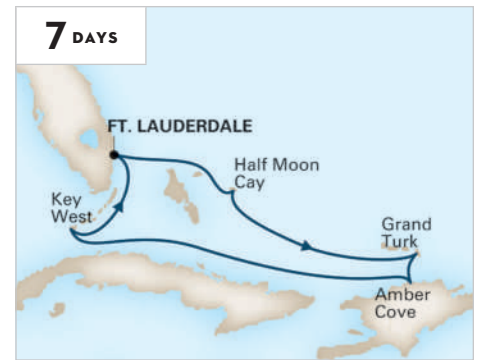 7 DAYS
FT. LAUDERDALE
Half Moon
Cay
Key
West
Grand
Turk
Amber
Cove